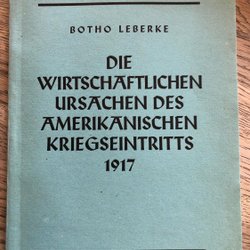 BOTHO LEBERKE
DIE
WIRTSCHAFTLICHEN
URSACHEN DES
AMERIKANISCHEN
KRIEGSEINTRITTS
1917